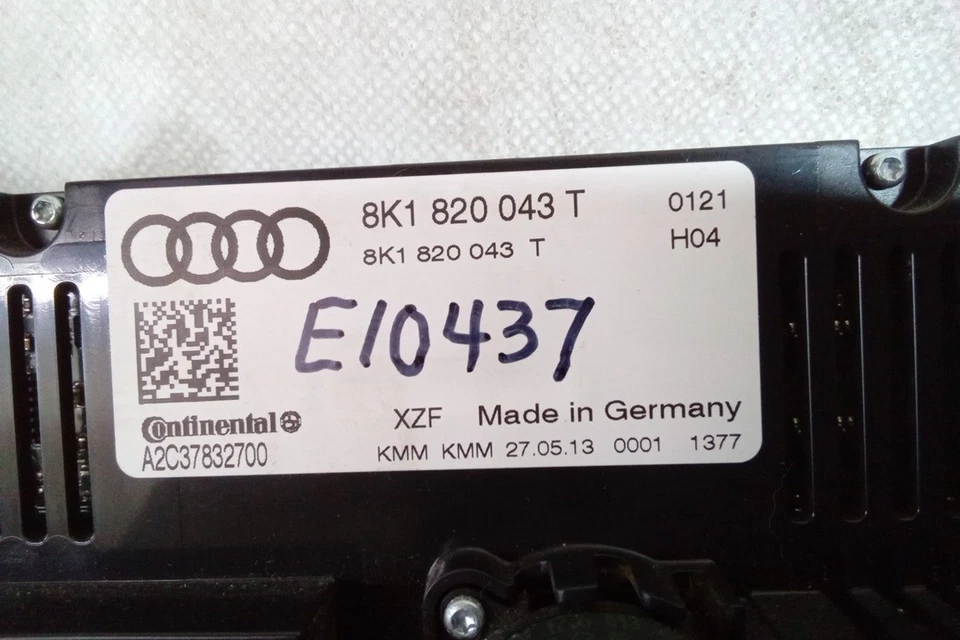 8K1 820 043 T 0121
8K1 820 043 T H04
E10437
Continental XZF Made in Germany
A2C37832700 KMM KMM 27.05.13 0001 1377